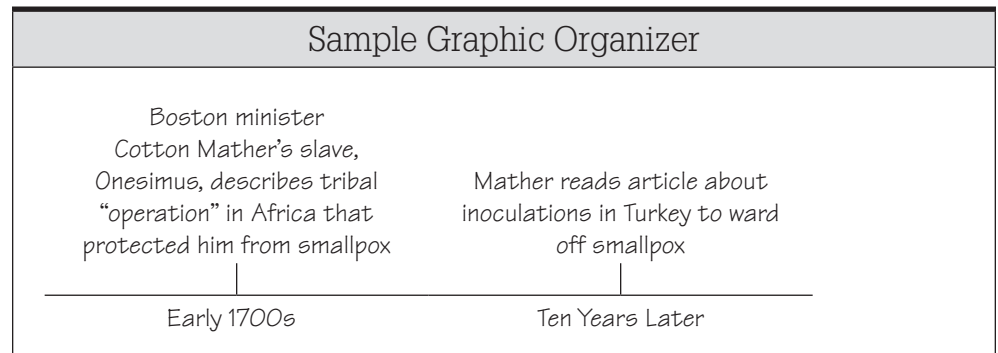 Sample Graphic Organizer
Boston minister
Cotton Mather's slave,
Onesimus, describes tribal
“operation” in Africa that
protected him from smallpox
Mather reads article about
inoculations in Turkey to ward
off smallpox
Early 1700s
Ten Years Later